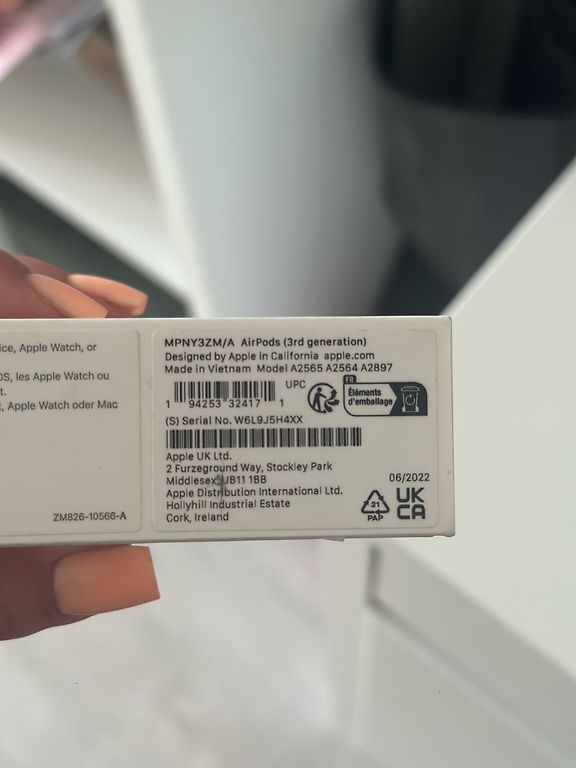 ice, Apple Watch, or
OS, les Apple Watch ou
t.
, Apple Watch oder Mac
ZM826-10566-A
MPNY3ZM/A AirPods (3rd generation)
Designed by Apple in California apple.com
Made in Vietnam Model A2565 A2564 A2897
UPC
1 94253 32417 1
FR
Éléments
d'emballage
(S) Serial No. W6L9J5H4XX
Apple UK Ltd.
2 Furzeground Way, Stockley Park
Middlesex, UB11 1BB
Apple Distribution International Ltd.
Hollyhill Industrial Estate
Cork, Ireland
06/2022
21
PAP
UK
CA